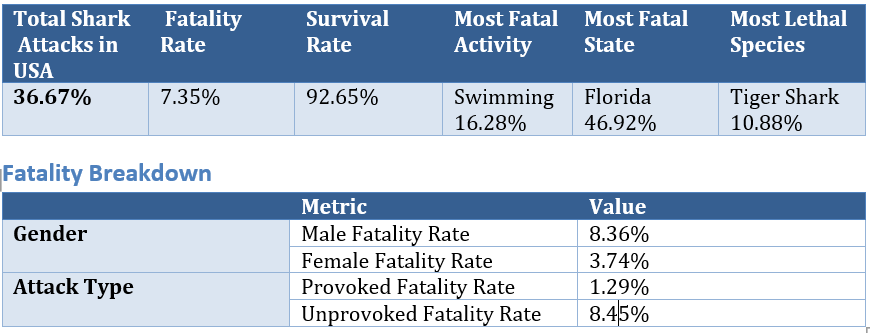 Total Shark Attacks in USA | Fatality Rate | Survival Rate | Most Fatal Activity | Most Fatal State | Most Lethal Species
36.67% | 7.35% | 92.65% | Swimming 16.28% | Florida 46.92% | Tiger Shark 10.88%
Fatality Breakdown
Metric | Value
Gender | Male Fatality Rate | 8.36%
Female Fatality Rate | 3.74%
Attack Type | Provoked Fatality Rate | 1.29%
Unprovoked Fatality Rate | 8.45%